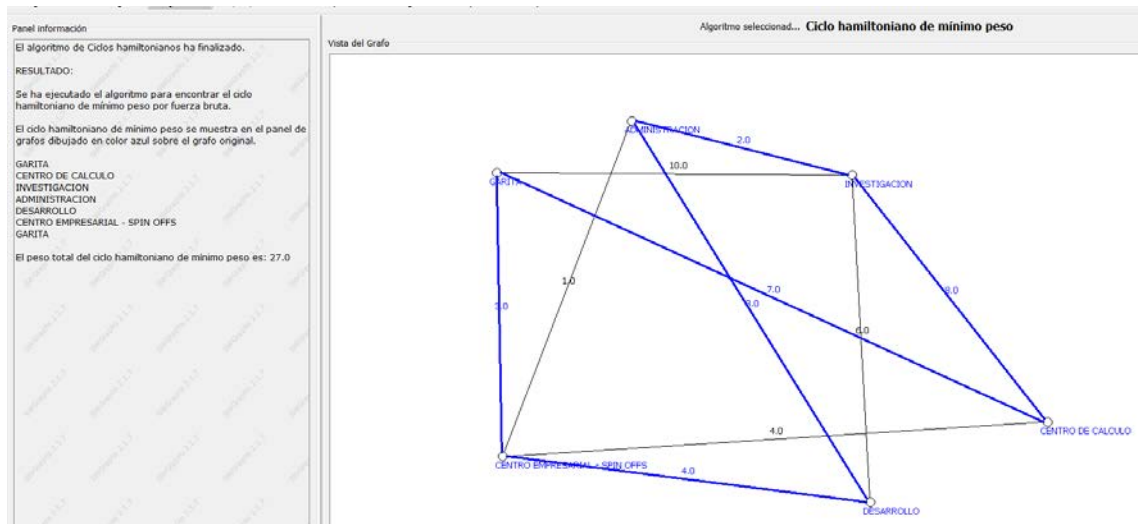 Panel información
El algoritmo de Ciclos hamiltonianos ha finalizado.
RESULTADO:
Se ha ejecutado el algoritmo para encontrar el ciclo
hamiltoniano de mínimo peso por fuerza bruta.
El ciclo hamiltoniano de mínimo peso se muestra en el panel de
grafos dibujado en color azul sobre el grafo original.
GARITA
CENTRO DE CALCULO
INVESTIGACION
ADMINISTRACION
DESARROLLO
CENTRO EMPRESARIAL - SPIN OFFS
GARITA
El peso total del ciclo hamiltoniano de mínimo peso es: 27.0
Algoritmo seleccionad... Ciclo hamiltoniano de mínimo peso
Vista del Grafo
ADMINISTRACION
2.0
10.0
GARITA
INVESTIGACION
1.0
7.0
6.0
4.0
CENTRO DE CALCULO
CENTRO EMPRESARIAL - SPIN OFFS
4.0
DESARROLLO